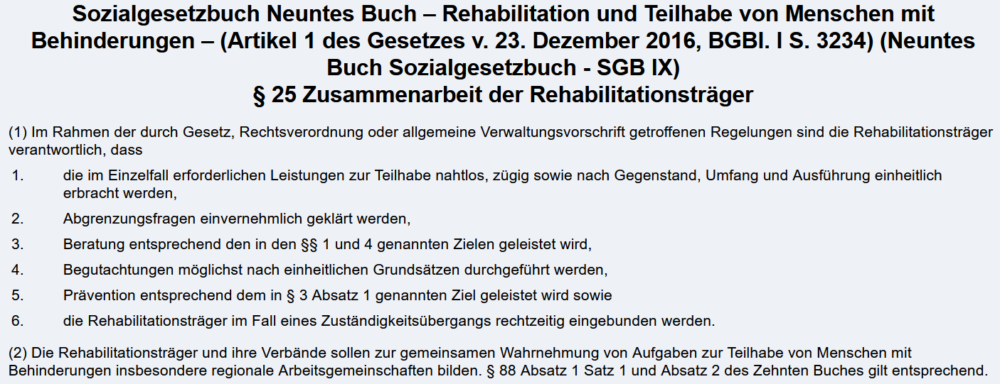 Sozialgesetzbuch Neuntes Buch – Rehabilitation und Teilhabe von Menschen mit
Behinderungen – (Artikel 1 des Gesetzes v. 23. Dezember 2016, BGBl. I S. 3234) (Neuntes
Buch Sozialgesetzbuch - SGB IX)
§ 25 Zusammenarbeit der Rehabilitationsträger
(1) Im Rahmen der durch Gesetz, Rechtsverordnung oder allgemeine Verwaltungsvorschrift getroffenen Regelungen sind die Rehabilitationsträger
verantwortlich, dass
1. die im Einzelfall erforderlichen Leistungen zur Teilhabe nahtlos, zügig sowie nach Gegenstand, Umfang und Ausführung einheitlich
erbracht werden,
2. Abgrenzungsfragen einvernehmlich geklärt werden,
3. Beratung entsprechend den in den §§ 1 und 4 genannten Zielen geleistet wird,
4. Begutachtungen möglichst nach einheitlichen Grundsätzen durchgeführt werden,
5. Prävention entsprechend dem in § 3 Absatz 1 genannten Ziel geleistet wird sowie
6. die Rehabilitationsträger im Fall eines Zuständigkeitsübergangs rechtzeitig eingebunden werden.
(2) Die Rehabilitationsträger und ihre Verbände sollen zur gemeinsamen Wahrnehmung von Aufgaben zur Teilhabe von Menschen mit
Behinderungen insbesondere regionale Arbeitsgemeinschaften bilden. § 88 Absatz 1 Satz 1 und Absatz 2 des Zehnten Buches gilt entsprechend.